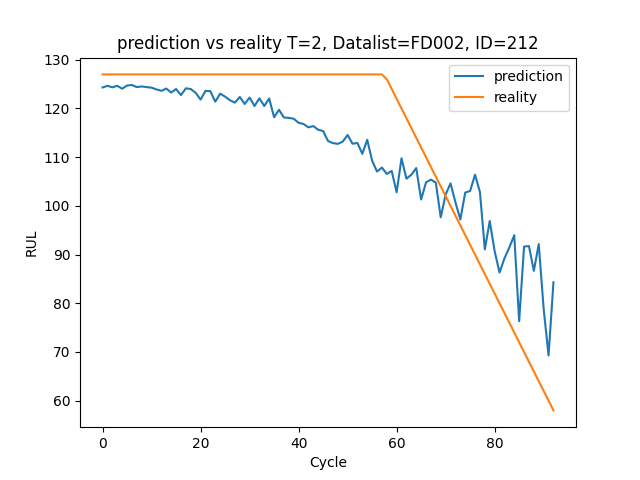 prediction vs reality T=2, Datalist=FD002, ID=212
prediction
reality
130
120
110
100
90
80
70
60
RUL
0 20 40 60 80
Cycle